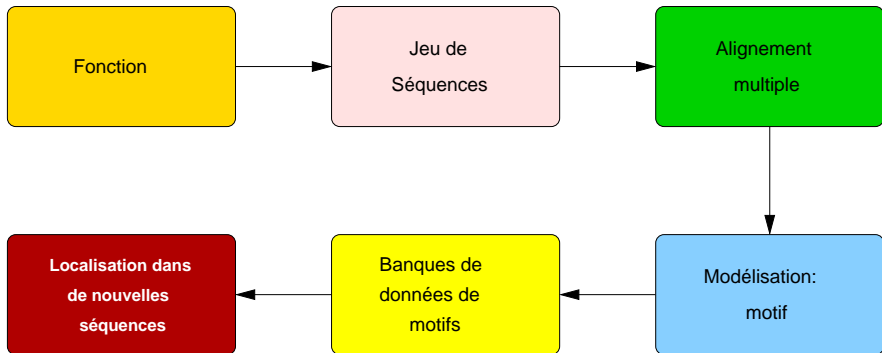 Fonction
Jeu de
Séquences
Alignement
multiple
Localisation dans
de nouvelles
séquences
Banques de
données de
motifs
Modélisation:
motif